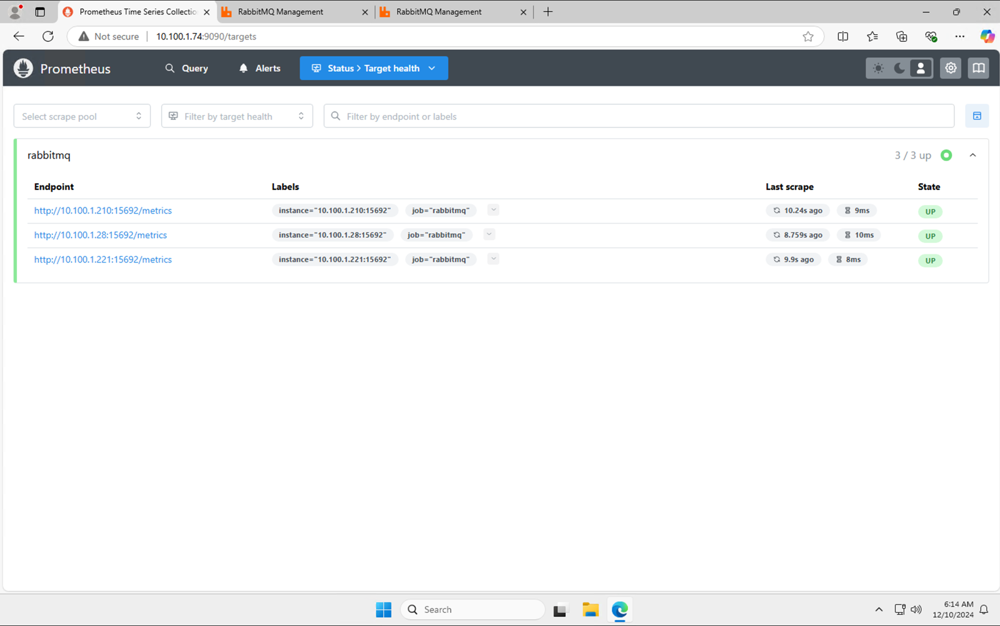 Prometheus Time Series Collectio
RabbitMQ Management
RabbitMQ Management
Not secure
10.100.1.74:9090/targets
Prometheus
Query
Alerts
Status > Target health
Select scrape pool
Filter by target health
Filter by endpoint or labels
rabbitmq
3 / 3 up
Endpoint Labels Last scrape State
http://10.100.1.210:15692/metrics instance="10.100.1.210:15692" job="rabbitmq" 10.24s ago 9ms UP
http://10.100.1.28:15692/metrics instance="10.100.1.28:15692" job="rabbitmq" 8.759s ago 10ms UP
http://10.100.1.221:15692/metrics instance="10.100.1.221:15692" job="rabbitmq" 9.9s ago 8ms UP
Search
6:14 AM
12/10/2024